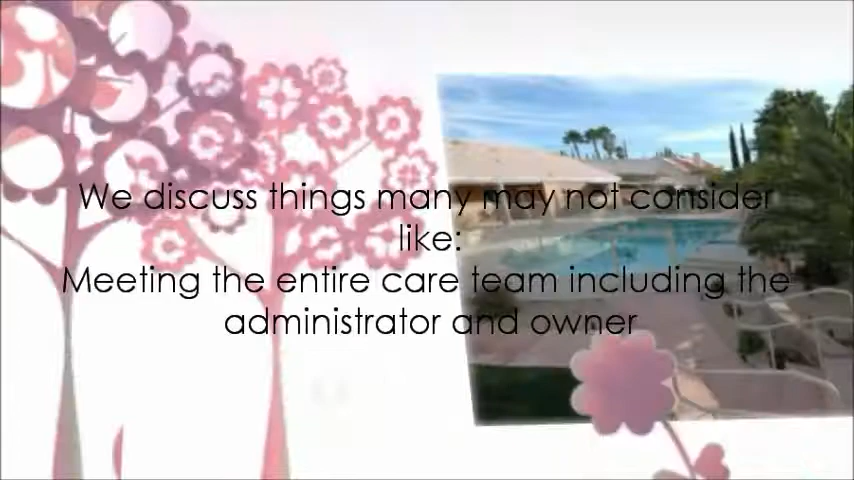 We discuss things many may not consider
like:
Meeting the entire care team including the
administrator and owner